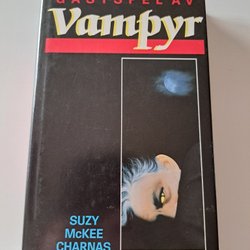 GÄSTSPEL AV
Vampyr
SUZY
McKEE
CHARNAS